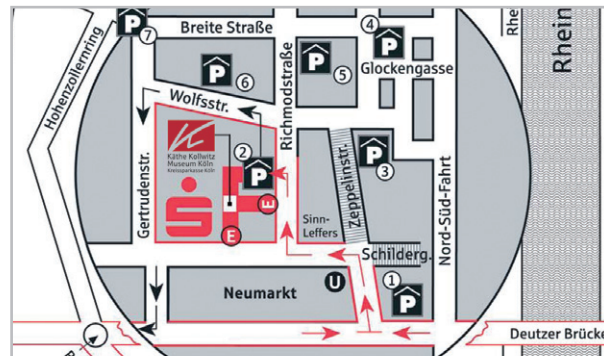 Breite Straße
7
4
Rhe
Rhein
Hohenzollernring
P
P
P
P
6
5
Glockengasse
Wolfsstr.
Richmodstraße
Käthe Kollwitz
Museum Köln
Kreissparkasse Köln
2
P
P
3
Gertrudenstr.
E
E
Zeppelinstr.
Nord-Süd-Fahrt
Sinn-
Leffers
Schilderg.
Neumarkt
U
1
P
Deutzer Brücke